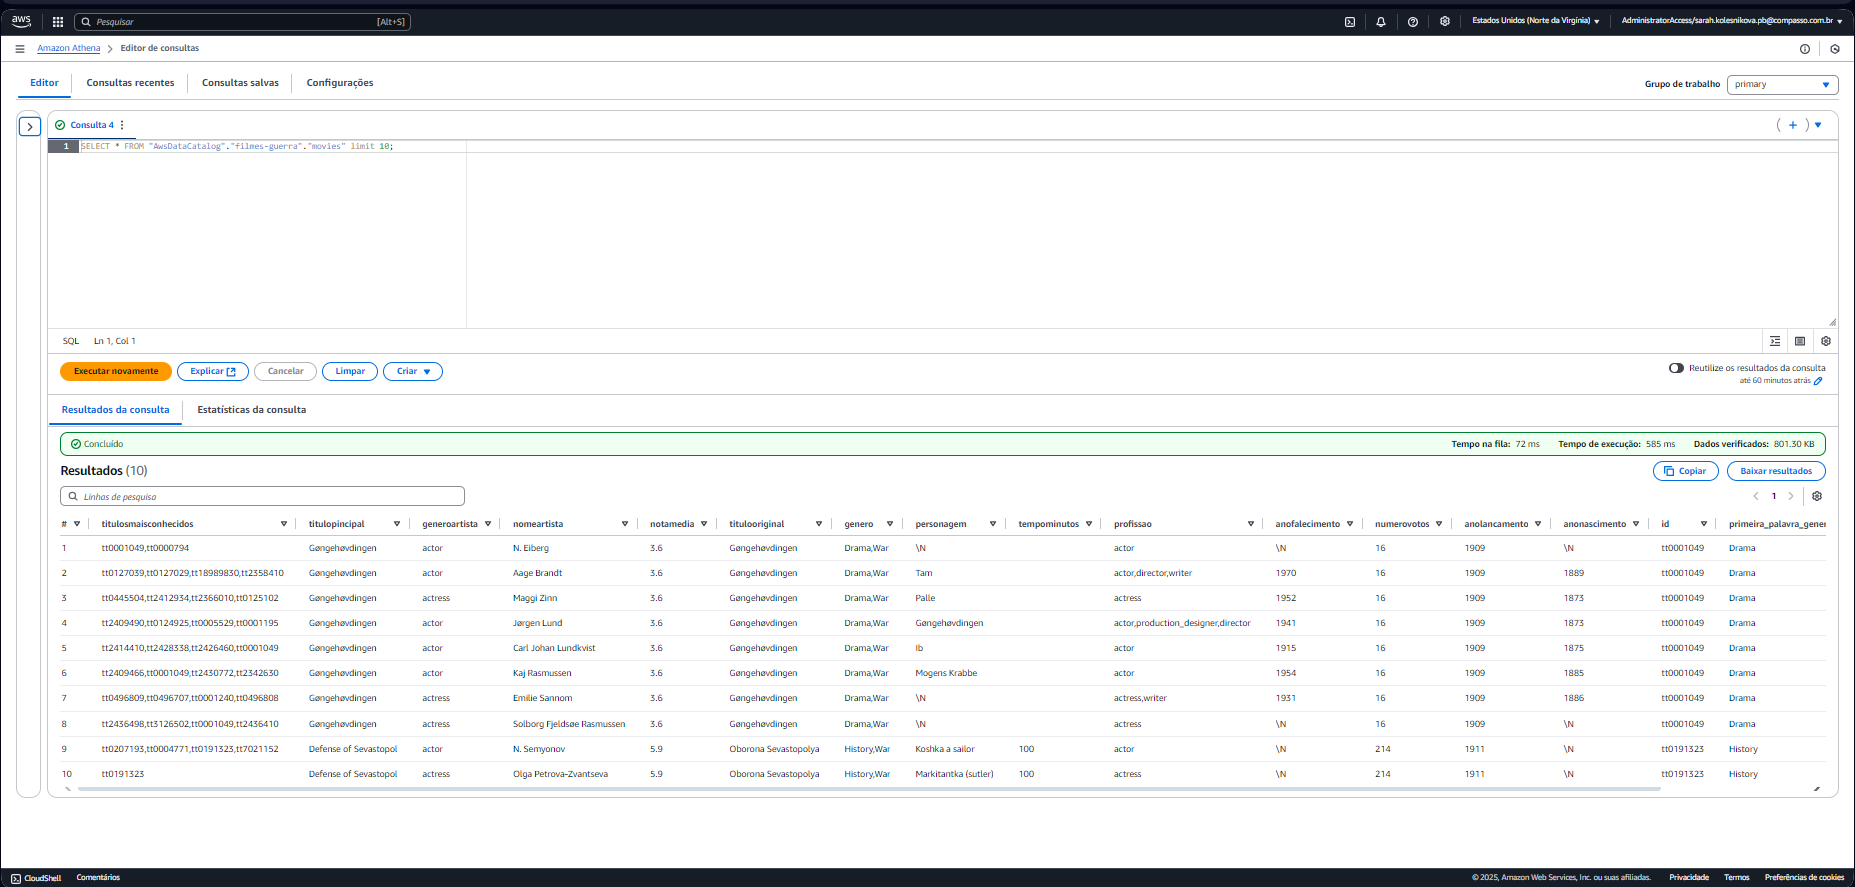 aws Pesquisar [Alt+S] Estados Unidos (Norte da Virgínia) AdministratorAccess/sarah.kolesnikova.pb@compasso.com.br
Amazon Athena > Editor de consultas
Editor Consultas recentes Consultas salvas Configurações Grupo de trabalho primary
Consulta 4
1 SELECT * FROM "AwsDataCatalog"."filmes-guerra"."movies" limit 10;
SQL Ln 1, Col 1
Executar novamente Explicar Cancelar Limpar Criar Reutilize os resultados da consulta
até 60 minutos atrás
Resultados da consulta Estatísticas da consulta
Concluído Tempo na fila: 72 ms Tempo de execução: 585 ms Dados verificados: 801.30 KB
Resultados (10) Copiar Baixar resultados
Linhas de pesquisa < 1 >
# titulosmaisconhecidos titulopincipal generoartista nomeartista notamedia titulooriginal genero personagem tempominutos profissao anofalecimento numerovotos anolancamento anonascimento id primeira_palavra_gener
1 tt0001049,tt0000794 Gøngehøvdingen actor N. Eiberg 3.6 Gøngehøvdingen Drama,War \N actor \N 16 1909 \N tt0001049 Drama
2 tt0127039,tt0127029,tt18989830,tt2358410 Gøngehøvdingen actor Aage Brandt 3.6 Gøngehøvdingen Drama,War Tam actor,director,writer 1970 16 1909 1889 tt0001049 Drama
3 tt0445504,tt2412934,tt2366010,tt0125102 Gøngehøvdingen actress Maggi Zinn 3.6 Gøngehøvdingen Drama,War Palle actress 1952 16 1909 1873 tt0001049 Drama
4 tt2409490,tt0124925,tt0005529,tt0001195 Gøngehøvdingen actor Jørgen Lund 3.6 Gøngehøvdingen Drama,War Gøngehøvdingen actor,production_designer,director 1941 16 1909 1873 tt0001049 Drama
5 tt2414410,tt2428338,tt2426460,tt0001049 Gøngehøvdingen actor Carl Johan Lundkvist 3.6 Gøngehøvdingen Drama,War Ib actor 1915 16 1909 1875 tt0001049 Drama
6 tt2409466,tt0001049,tt2430772,tt2342630 Gøngehøvdingen actor Kaj Rasmussen 3.6 Gøngehøvdingen Drama,War Mogens Krabbe actor 1954 16 1909 1885 tt0001049 Drama
7 tt0496809,tt0496707,tt0001240,tt0496808 Gøngehøvdingen actress Emilie Sannom 3.6 Gøngehøvdingen Drama,War \N actress,writer 1931 16 1909 1886 tt0001049 Drama
8 tt2436498,tt3126502,tt0001049,tt2436410 Gøngehøvdingen actress Solborg Fjeldsøe Rasmussen 3.6 Gøngehøvdingen Drama,War \N actress \N 16 1909 \N tt0001049 Drama
9 tt0207193,tt0004771,tt0191323,tt7021152 Defense of Sevastopol actor N. Semyonov 5.9 Oborona Sevastopolya History,War Koshka a sailor 100 actor \N 214 1911 \N tt0191323 History
10 tt0191323 Defense of Sevastopol actress Olga Petrova-Zvantseva 5.9 Oborona Sevastopolya History,War Markitantka (sutler) 100 actress \N 214 1911 \N tt0191323 History
CloudShell Comentários © 2025, Amazon Web Services, Inc. ou suas afiliadas. Privacidade Termos Preferências de cookies